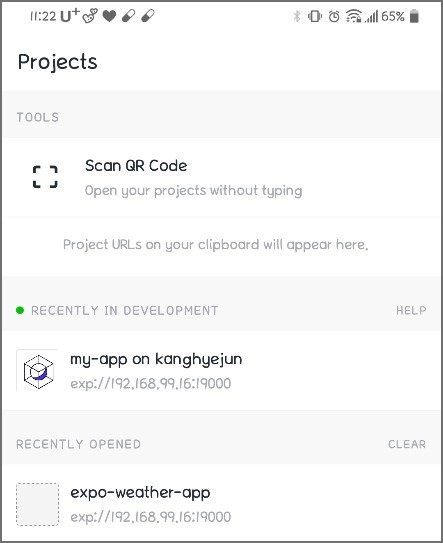 11:22 U+ 65%
Projects
TOOLS
Scan QR Code
Open your projects without typing
Project URLs on your clipboard will appear here.
RECENTLY IN DEVELOPMENT HELP
my-app on kanghyejun
exp://192.168.99.16:19000
RECENTLY OPENED CLEAR
expo-weather-app
exp://192.168.99.16:19000